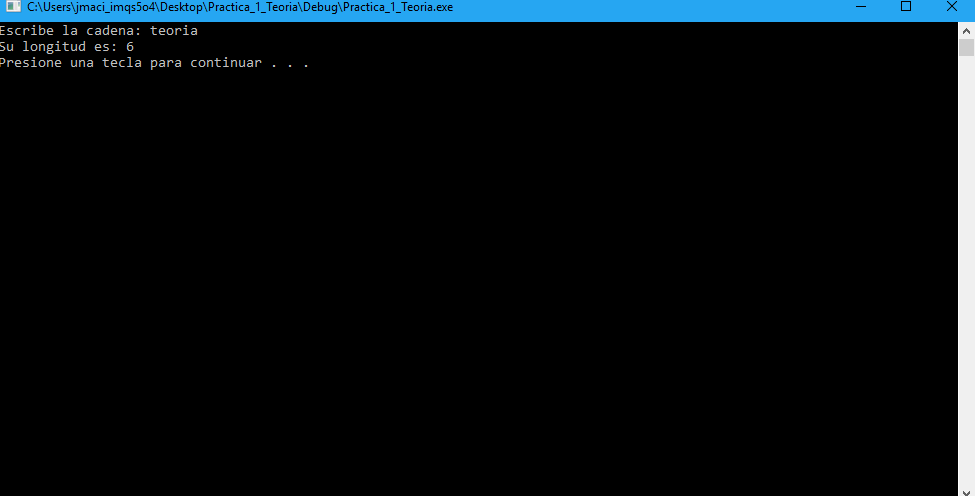 C:\Users\jmaci_imqs5o4\Desktop\Practica_1_Teoria\Debug\Practica_1_Teoria.exe
Escribe la cadena: teoria
Su longitud es: 6
Presione una tecla para continuar . . .